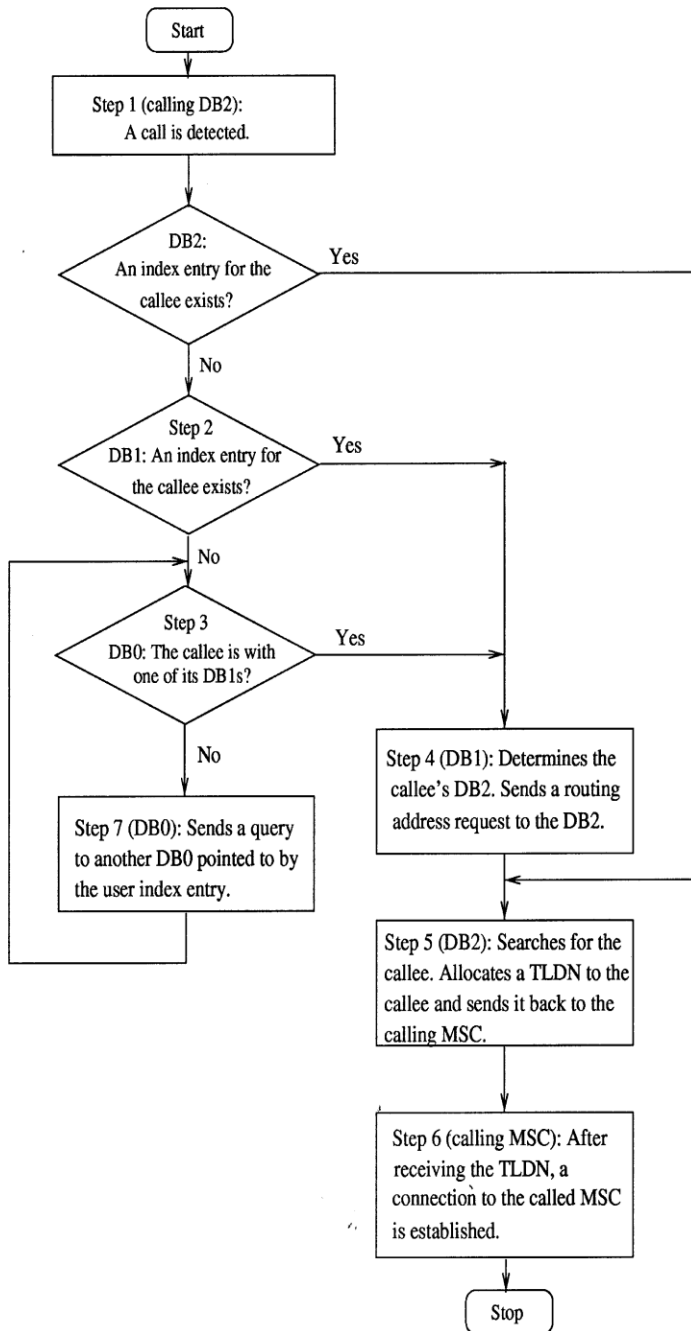 Start
Step 1 (calling DB2):
A call is detected.
DB2:
An index entry for the
callee exists?
Yes
No
Step 2
DB1: An index entry for
the callee exists?
Yes
No
Step 3
DB0: The callee is with
one of its DB1s?
Yes
No
Step 7 (DB0): Sends a query
to another DB0 pointed to by
the user index entry.
Step 4 (DB1): Determines the
callee's DB2. Sends a routing
address request to the DB2.
Step 5 (DB2): Searches for the
callee. Allocates a TLDN to the
callee and sends it back to the
calling MSC.
Step 6 (calling MSC): After
receiving the TLDN, a
connection to the called MSC
is established.
Stop